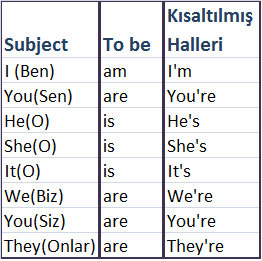 Subject To be Kısaltılmış Halleri
I (Ben) am I'm
You(Sen) are You're
He(O) is He's
She(O) is She's
It(O) is It's
We(Biz) are We're
You(Siz) are You're
They(Onlar) are They're